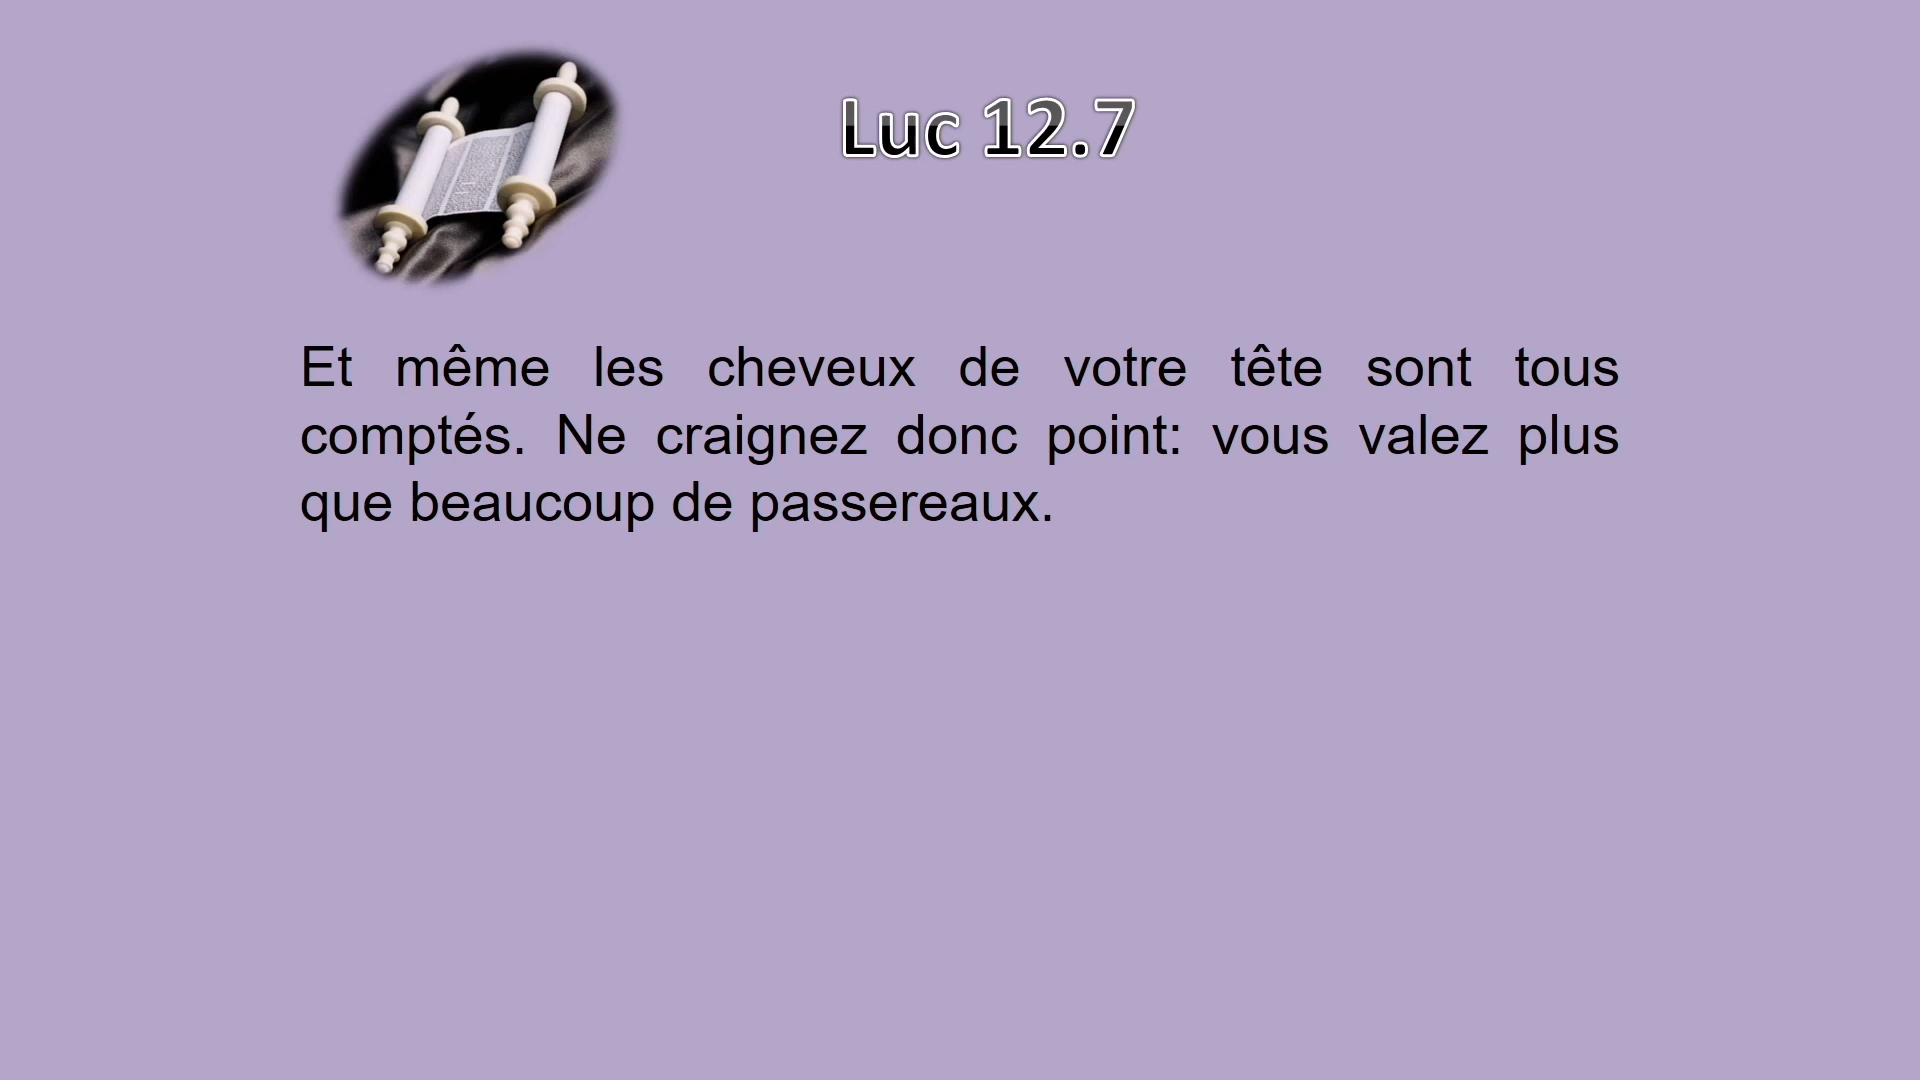 Luc 12.7
Et même les cheveux de votre tête sont tous
comptés. Ne craignez donc point: vous valez plus
que beaucoup de passereaux.